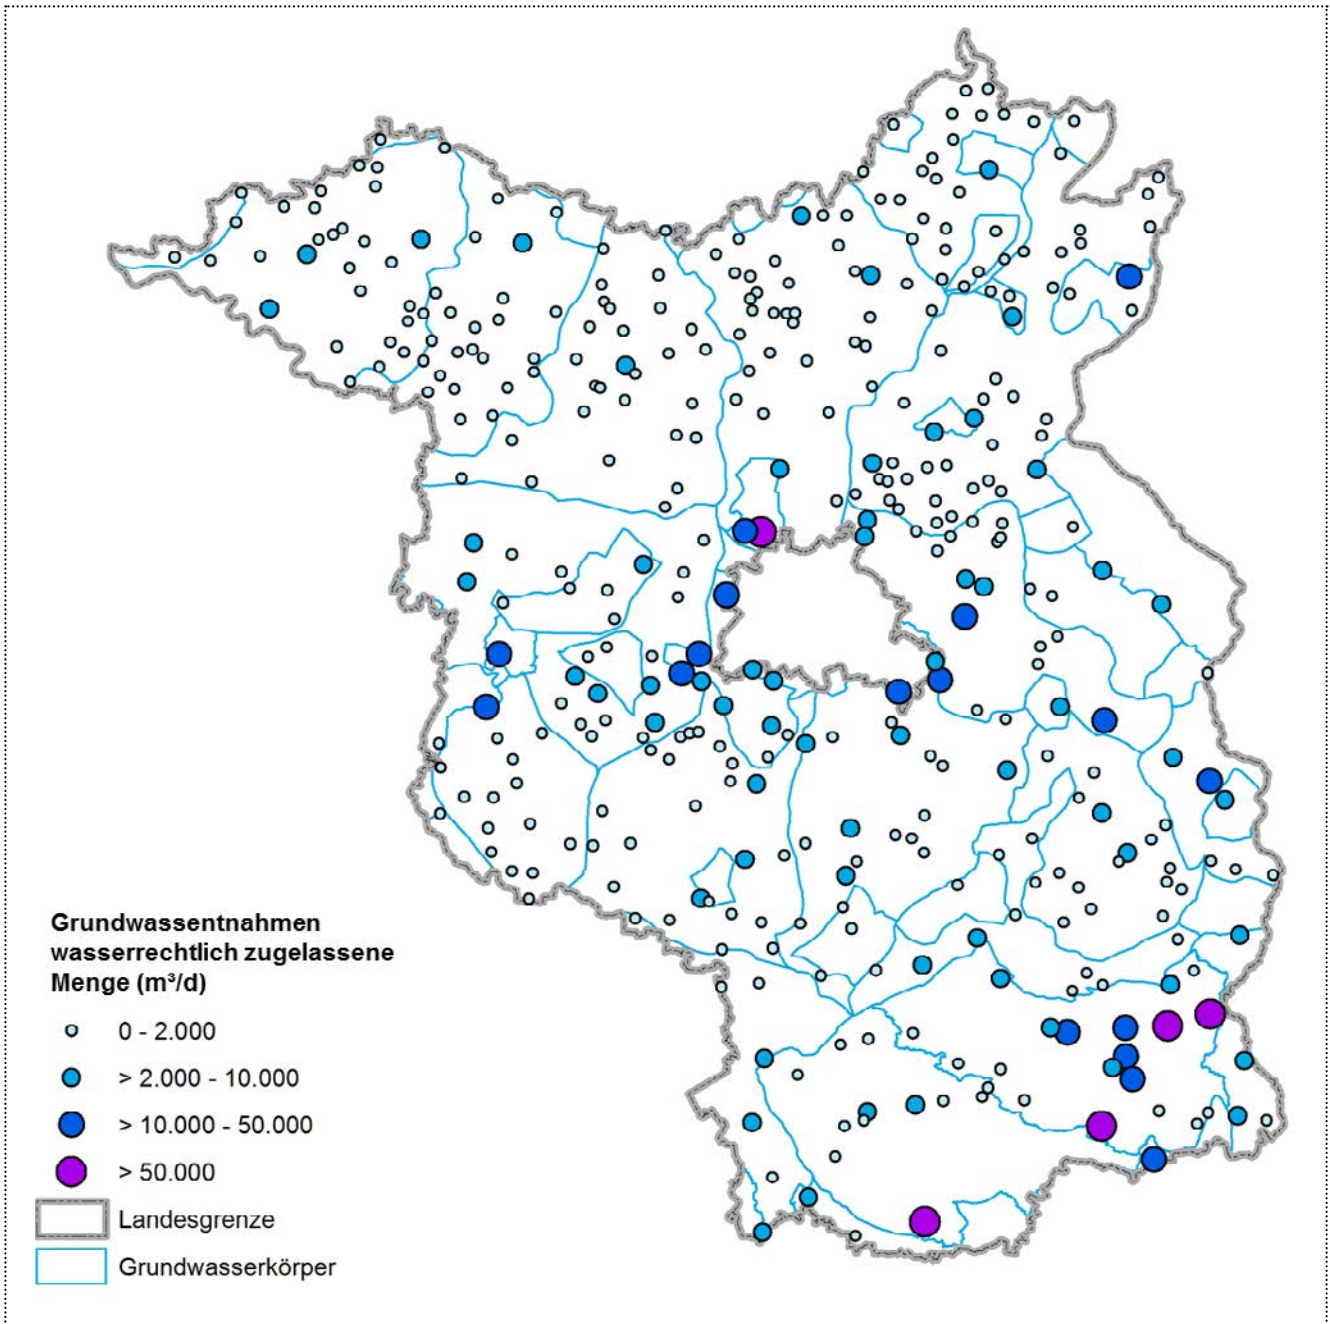 Grundwassentnahmen
wasserrechtlich zugelassene
Menge (m³/d)
0 - 2.000
> 2.000 - 10.000
> 10.000 - 50.000
> 50.000
Landesgrenze
Grundwasserkörper